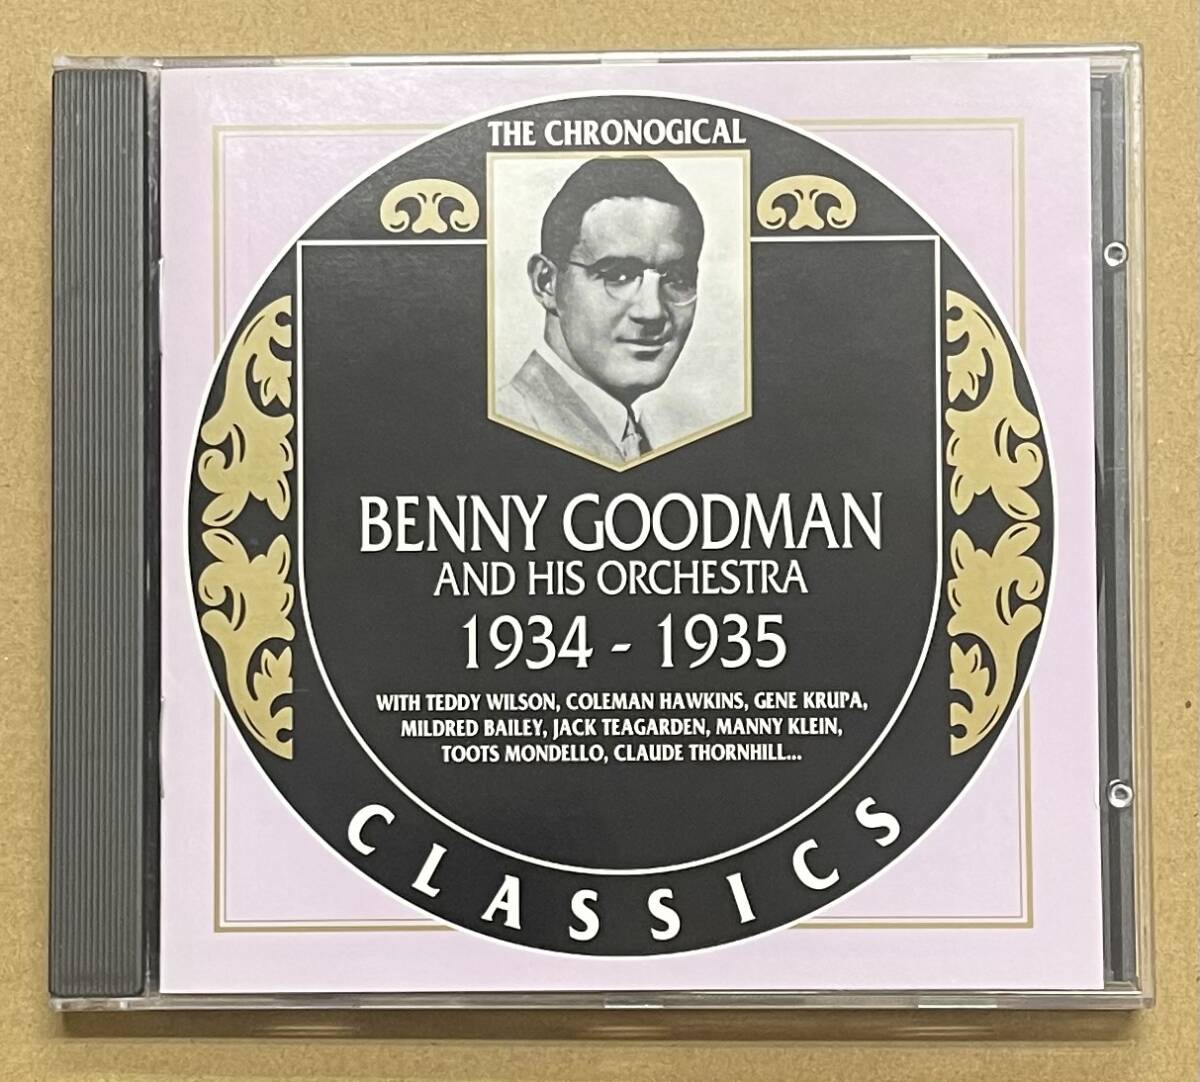 THE CHRONOGICAL
BENNY GOODMAN
AND HIS ORCHESTRA
1934 - 1935
WITH TEDDY WILSON, COLEMAN HAWKINS, GENE KRUPA,
MILDRED BAILEY, JACK TEAGARDEN, MANNY KLEIN,
TOOTS MONDELLO, CLAUDE THORNHILL...
CLASSICS